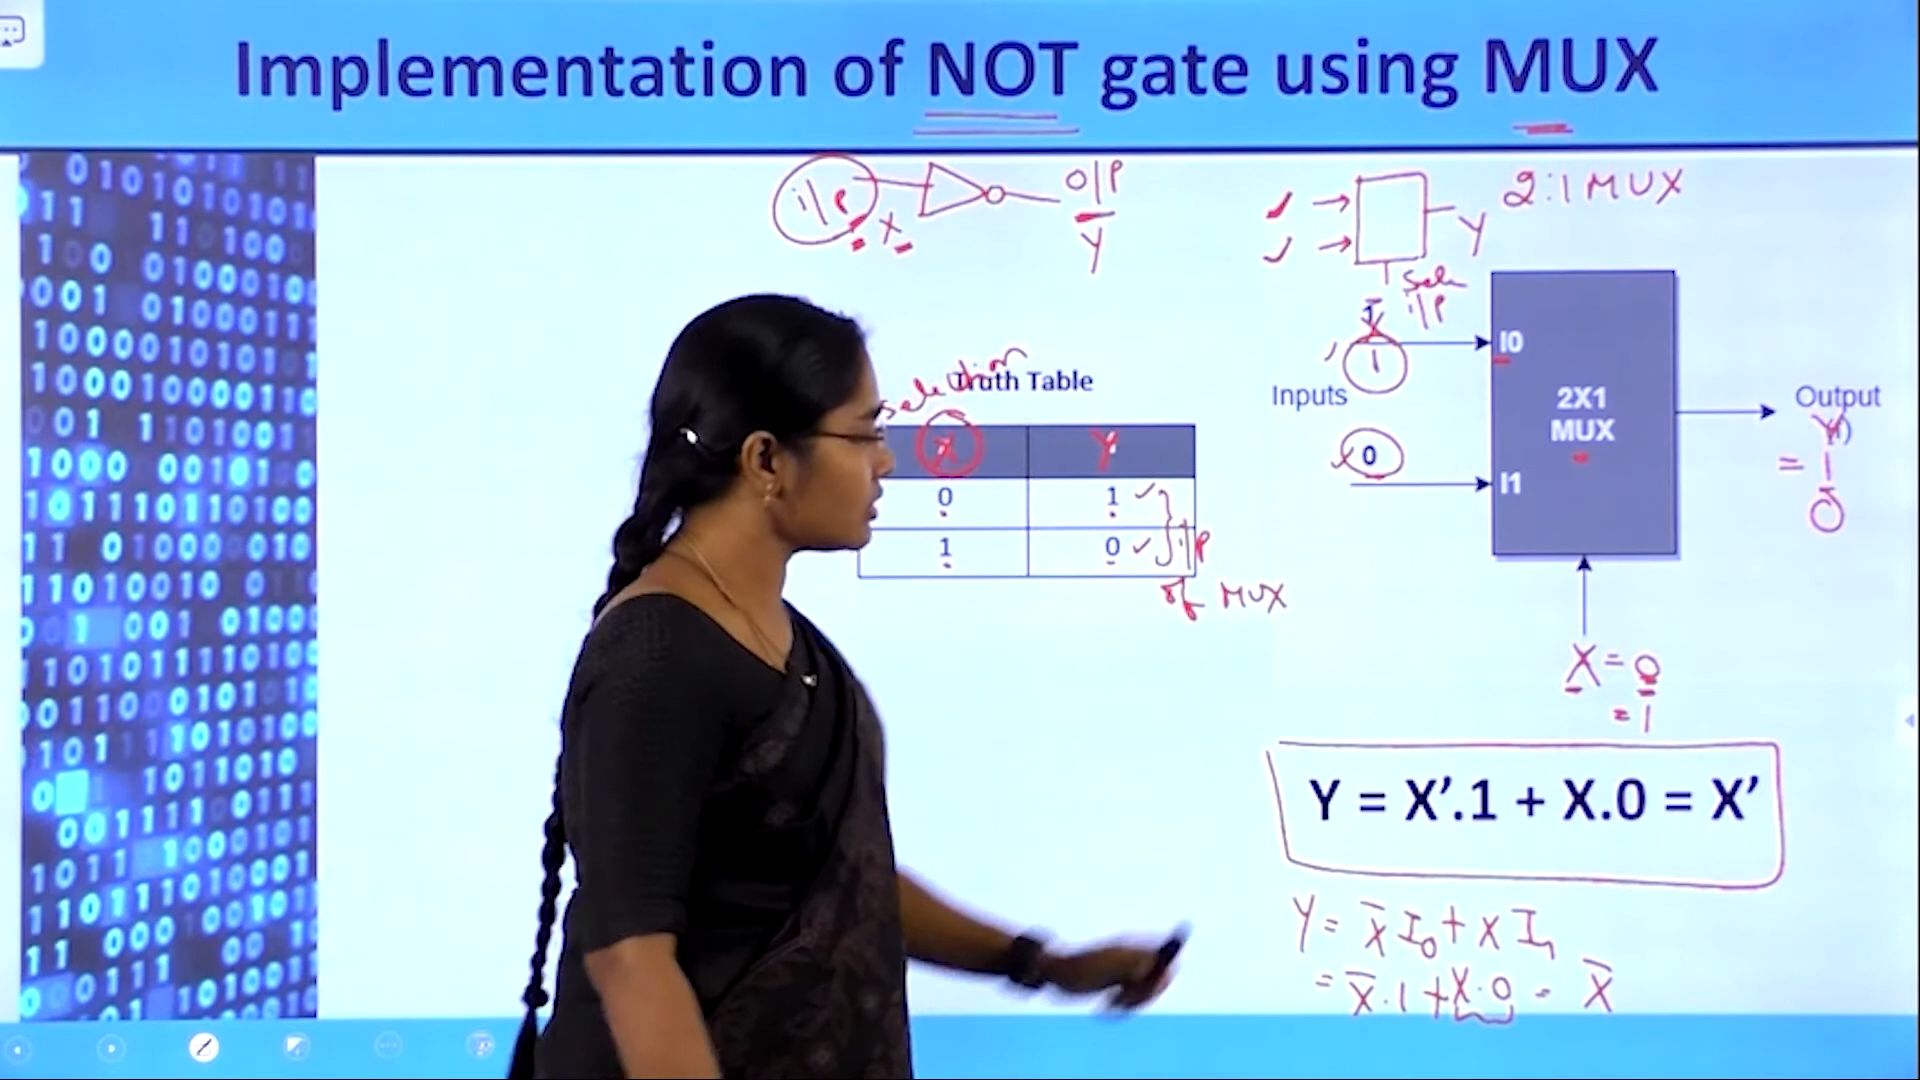 Implementation of NOT gate using MUX
i/p X
o/p
Y
2:1 MUX
Y
Sele
i/p
1
I0
Inputs
2X1
MUX
Output
Y
= 1
0
0
I1
selection
Truth Table
X Y
0 1
1 0
i/p
of MUX
X = 0
= 1
Y = X’.1 + X.0 = X’
Y = X̅ I₀ + X I₁
= X̅.1 + X.0 = X̅